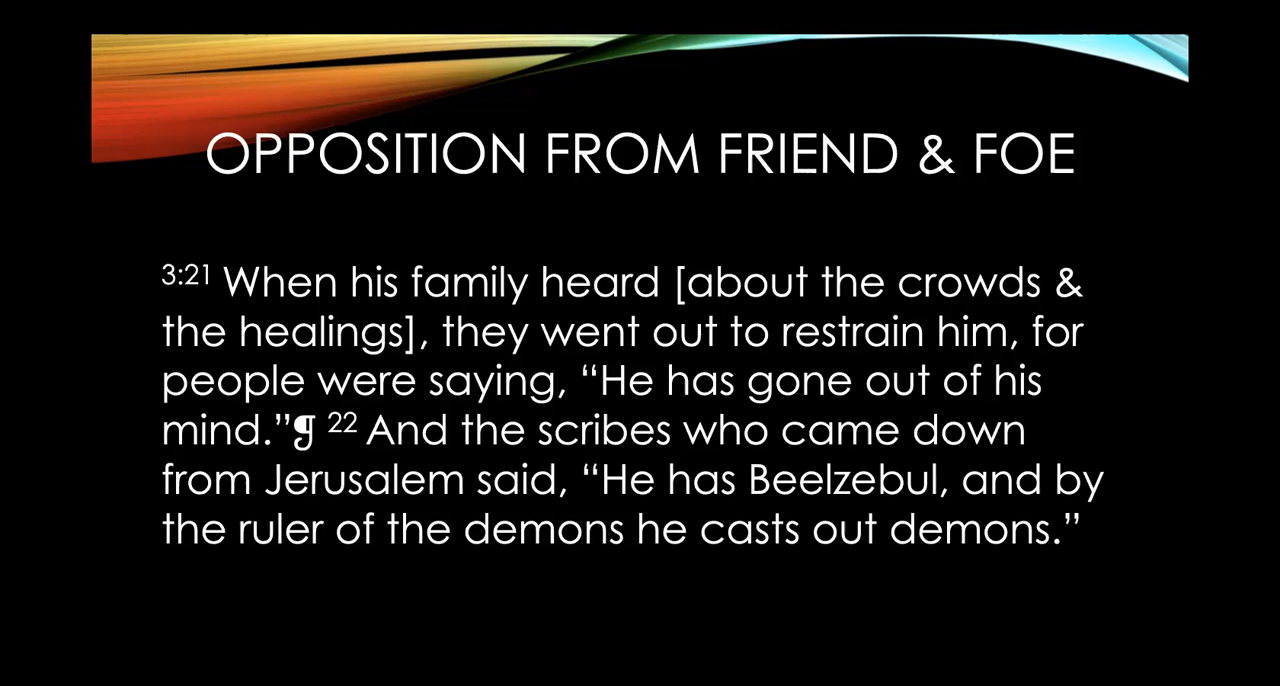 OPPOSITION FROM FRIEND & FOE
3:21 When his family heard [about the crowds &
the healings], they went out to restrain him, for
people were saying, “He has gone out of his
mind.”¶ 22 And the scribes who came down
from Jerusalem said, “He has Beelzebul, and by
the ruler of the demons he casts out demons.”